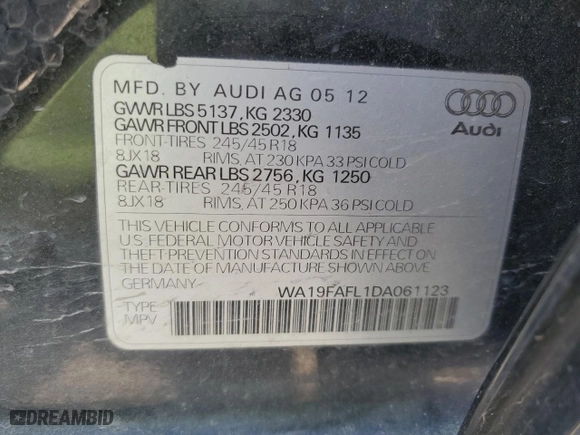 MFD. BY AUDI AG 05 12
GVWR LBS 5137, KG 2330
GAWR FRONT LBS 2502, KG 1135
FRONT-TIRES 245/45 R18
8JX18 RIMS, AT 230 KPA 33 PSI COLD
GAWR REAR LBS 2756, KG 1250
REAR-TIRES 245/45 R18
8JX18 RIMS, AT 250 KPA 36 PSI COLD
Audi
THIS VEHICLE CONFORMS TO ALL APPLICABLE
U.S. FEDERAL MOTOR VEHICLE SAFETY AND
THEFT PREVENTION STANDARDS IN EFFECT ON
THE DATE OF MANUFACTURE SHOWN ABOVE.
GERMANY
WA19FAFL1DA061123
TYPE
MPV
DREAMBID